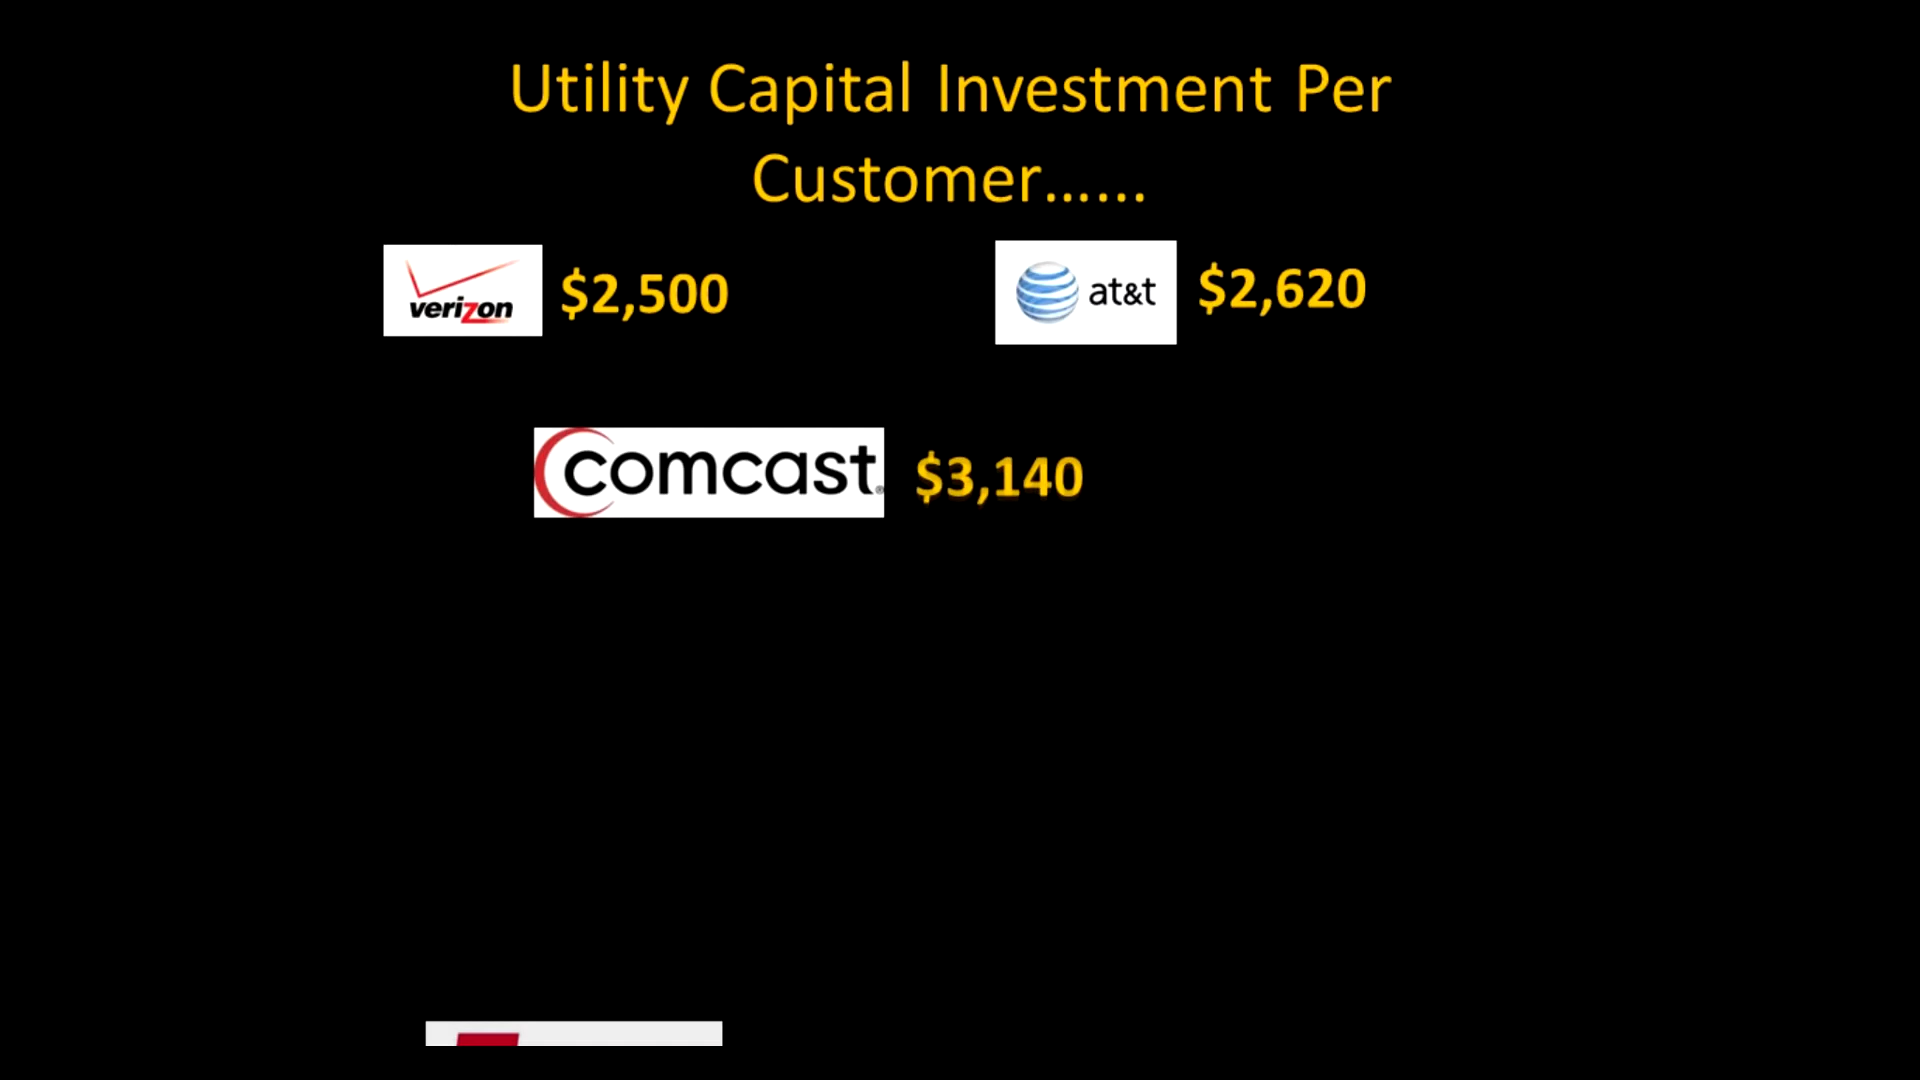 Utility Capital Investment Per
Customer......
verizon $2,500
at&t $2,620
comcast® $3,140